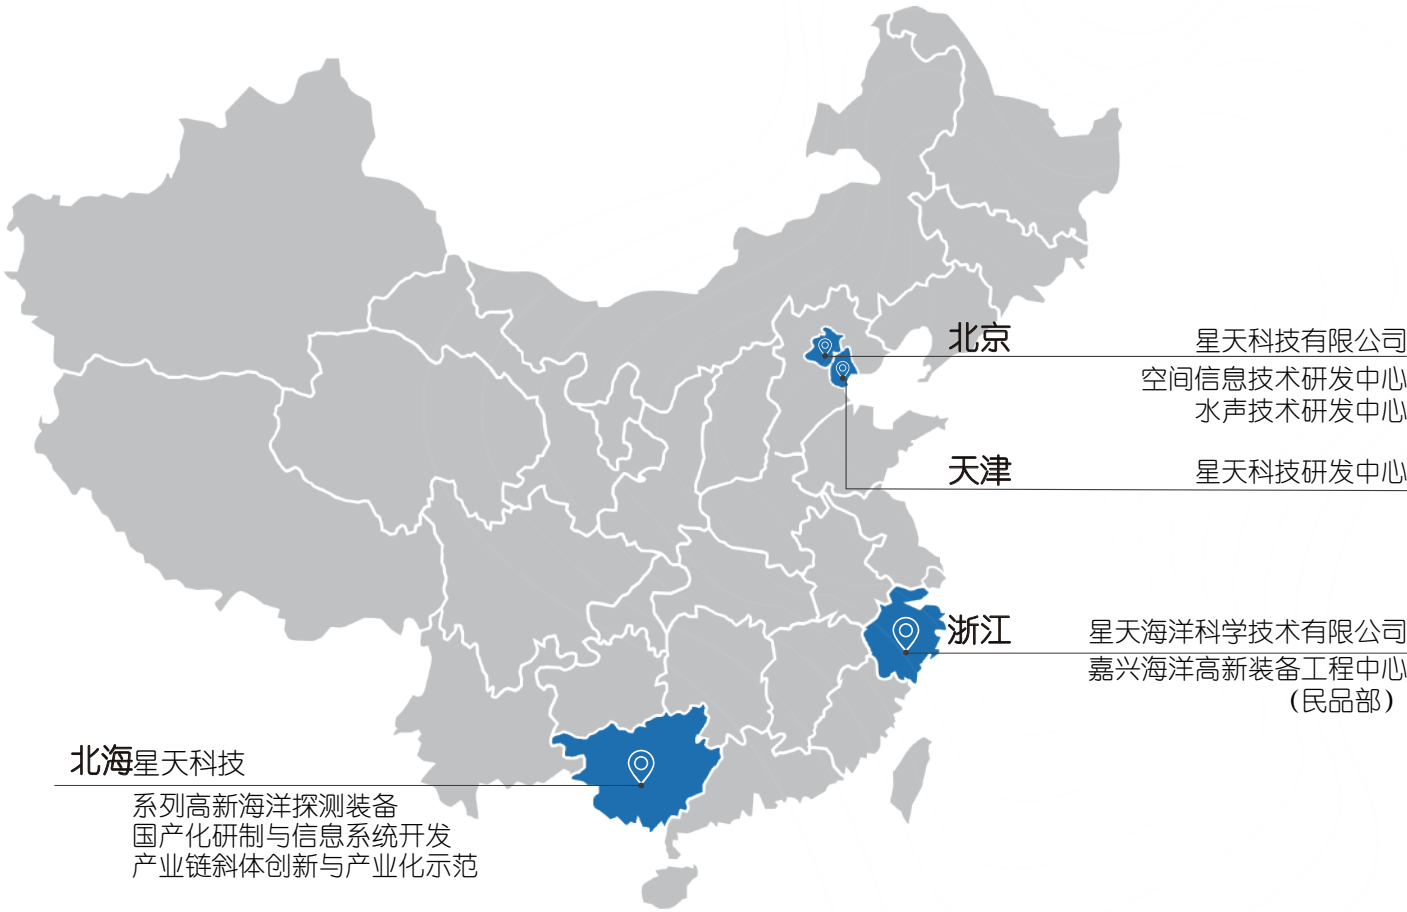 北京
星天科技有限公司
空间信息技术研发中心
水声技术研发中心
天津
星天科技研发中心
浙江
星天海洋科学技术有限公司
嘉兴海洋高新装备工程中心
(民品部)
北海星天科技
系列高新海洋探测装备
国产化研制与信息系统开发
产业链斜体创新与产业化示范